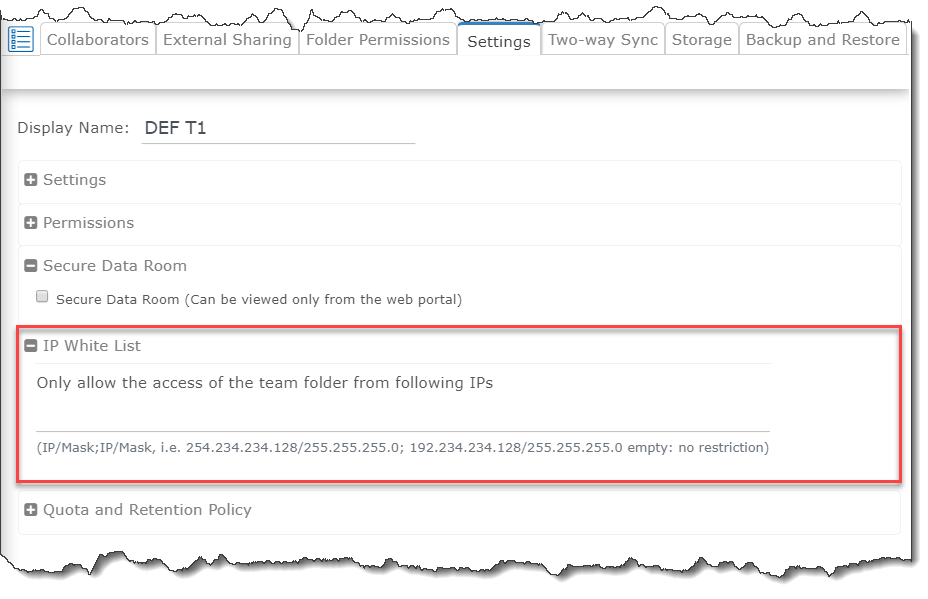 Collaborators External Sharing Folder Permissions Settings Two-way Sync Storage Backup and Restore
Display Name: DEF T1
Settings
Permissions
Secure Data Room
Secure Data Room (Can be viewed only from the web portal)
IP White List
Only allow the access of the team folder from following IPs
(IP/Mask;IP/Mask, i.e. 254.234.234.128/255.255.255.0; 192.234.234.128/255.255.255.0 empty: no restriction)
Quota and Retention Policy